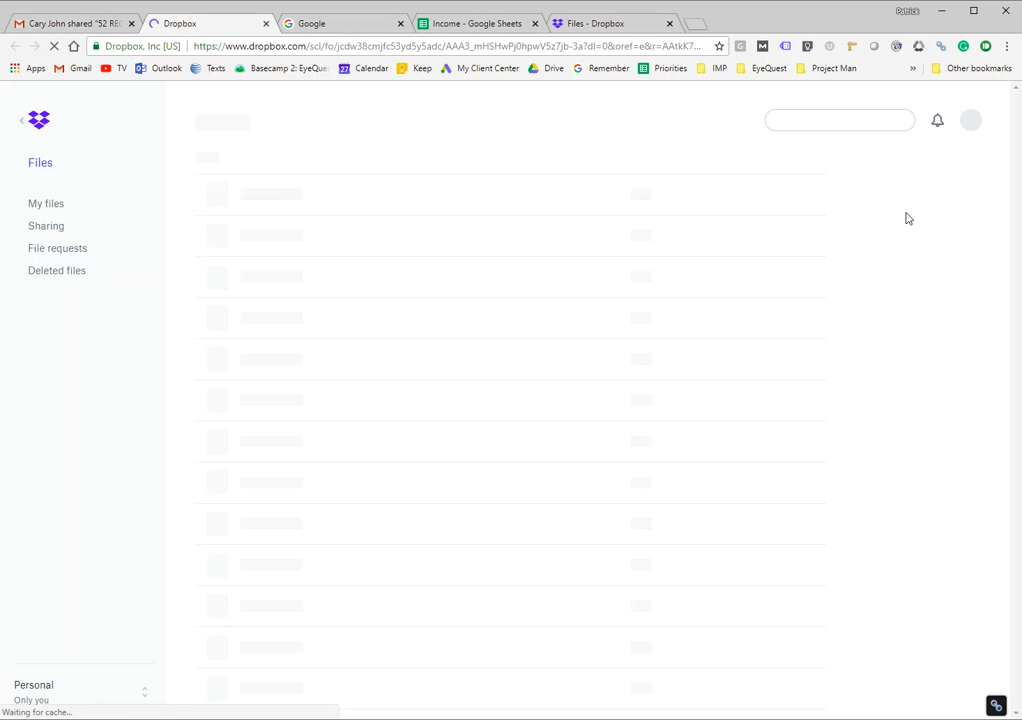 Patrick
Cary John shared "52 REC
Dropbox
Google
Income - Google Sheets
Files - Dropbox
Dropbox, Inc [US]
https://www.dropbox.com/scl/fo/jcdw38cmjfc53yd5y5adc/AAA3_mHSHwPj0hpwV5z7jb-3a?dl=0&oref=e&r=AAtkK7...
Apps
Gmail
TV
Outlook
Texts
Basecamp 2: EyeQue
27
Calendar
Keep
My Client Center
Drive
Remember
Priorities
IMP
EyeQuest
Project Man
»
Other bookmarks
Files
My files
Sharing
File requests
Deleted files
Personal
Only you
Waiting for cache...